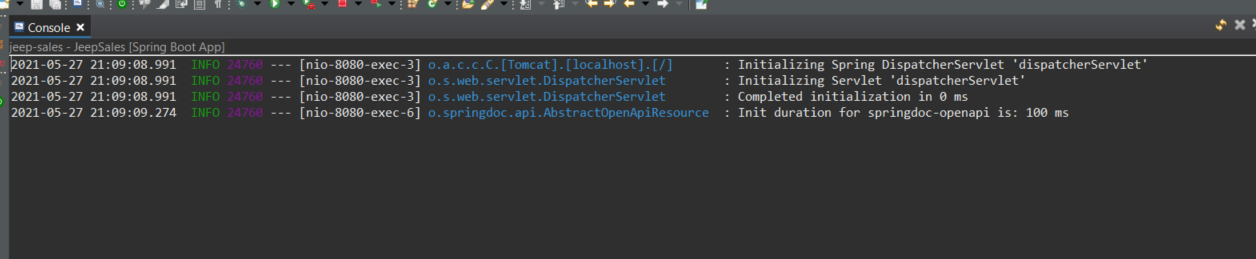 Console
jeep-sales - JeepSales [Spring Boot App]
2021-05-27 21:09:08.991  INFO 24760 --- [nio-8080-exec-3] o.a.c.c.C.[Tomcat].[localhost].[/]       : Initializing Spring DispatcherServlet 'dispatcherServlet'
2021-05-27 21:09:08.991  INFO 24760 --- [nio-8080-exec-3] o.s.web.servlet.DispatcherServlet        : Initializing Servlet 'dispatcherServlet'
2021-05-27 21:09:08.991  INFO 24760 --- [nio-8080-exec-3] o.s.web.servlet.DispatcherServlet        : Completed initialization in 0 ms
2021-05-27 21:09:09.274  INFO 24760 --- [nio-8080-exec-6] o.springdoc.api.AbstractOpenApiResource  : Init duration for springdoc-openapi is: 100 ms